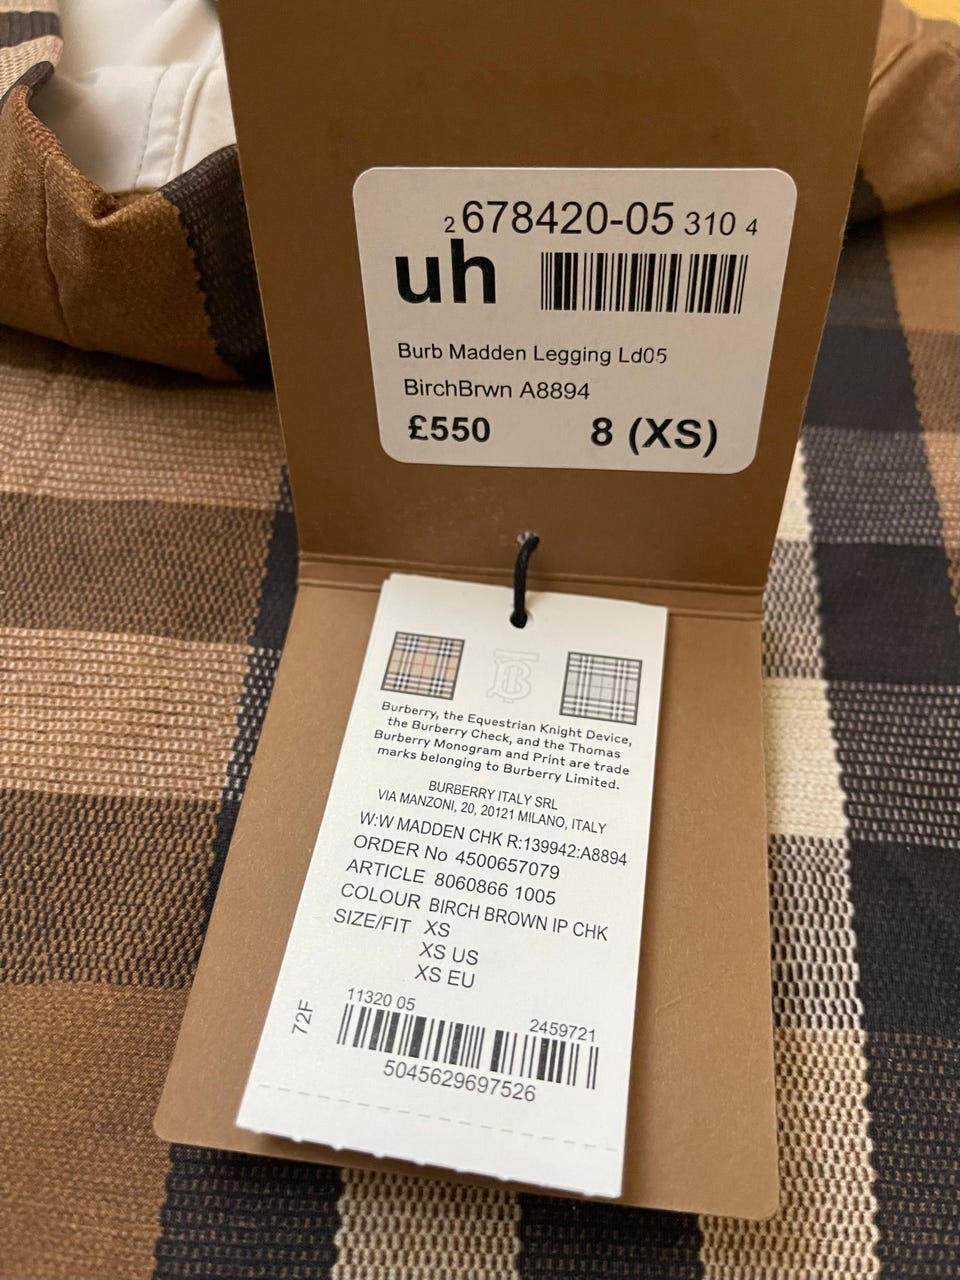 2 678420-05 310 4
uh
Burb Madden Legging Ld05
BirchBrwn A8894
£550 8 (XS)
Burberry, the Equestrian Knight Device,
the Burberry Check, and the Thomas
Burberry Monogram and Print are trade
marks belonging to Burberry Limited.
BURBERRY ITALY SRL
VIA MANZONI, 20, 20121 MILANO, ITALY
W:W MADDEN CHK R:139942:A8894
ORDER No 4500657079
ARTICLE 8060866 1005
COLOUR BIRCH BROWN IP CHK
SIZE/FIT XS
XS US
XS EU
72F
11320 05 2459721
5045629697526